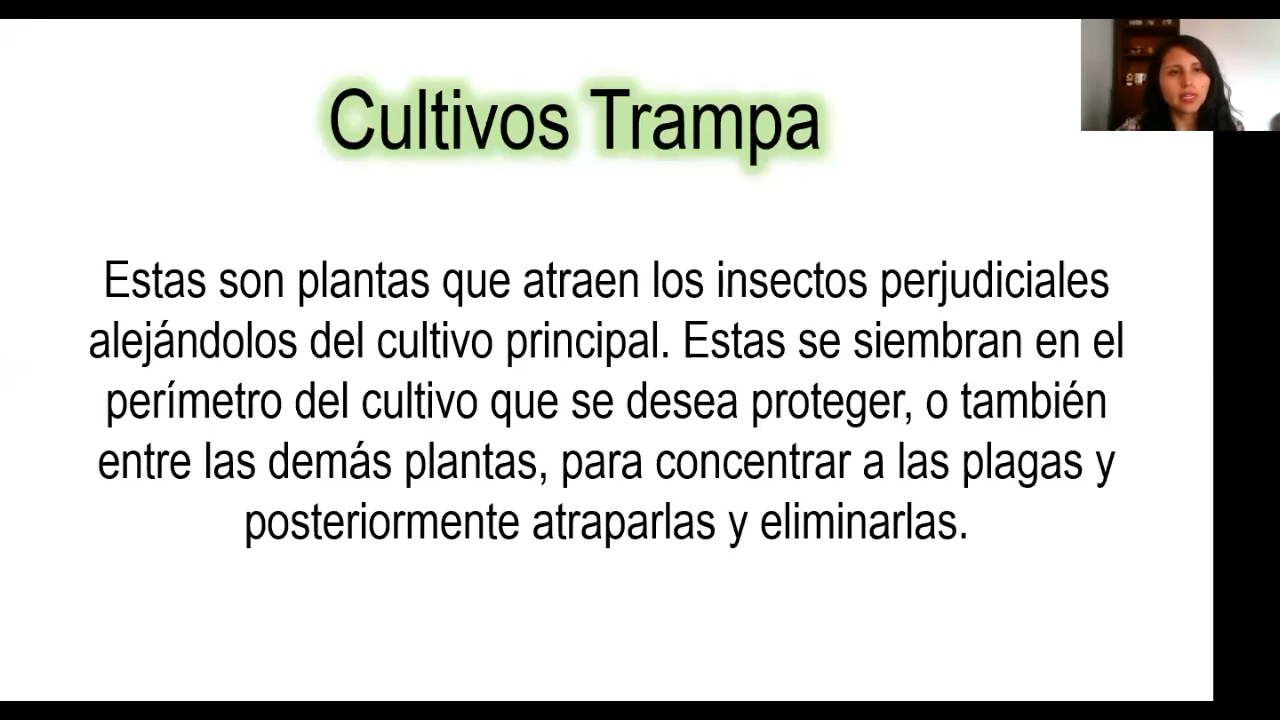 Cultivos Trampa
Estas son plantas que atraen los insectos perjudiciales
alejándolos del cultivo principal. Estas se siembran en el
perímetro del cultivo que se desea proteger, o también
entre las demás plantas, para concentrar a las plagas y
posteriormente atraparlas y eliminarlas.